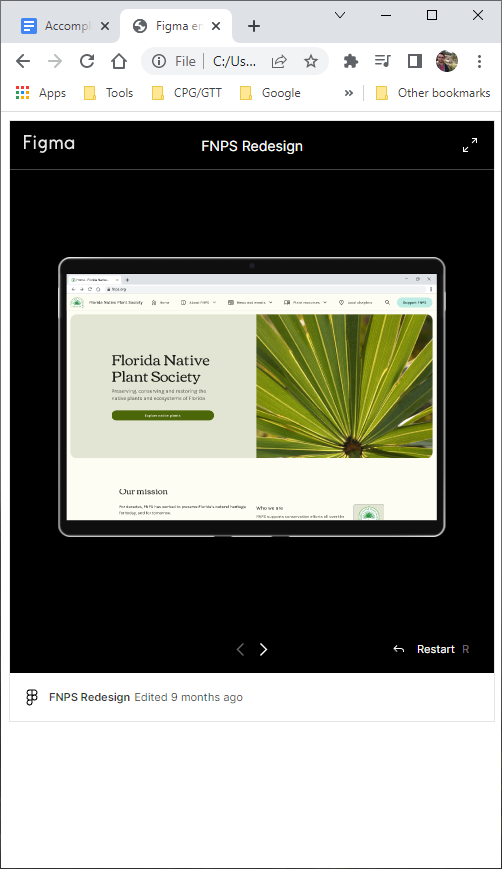 Accompl
Figma en
File
C:/Us...
Apps
Tools
CPG/GTT
Google
»
Other bookmarks
Figma
FNPS Redesign
Home - Florida Native
fnps.org
Florida Native Plant Society
Home
About FNPS
News and events
Plant resources
Local chapters
Support FNPS
Florida Native
Plant Society
Preserving, conserving and restoring the
native plants and ecosystems of Florida
Explore native plants
Our mission
For decades, FNPS has worked to preserve Florida's natural heritage,
for today, and for tomorrow.
Who we are
FNPS supports conservation efforts all over the
Restart R
FNPS Redesign Edited 9 months ago